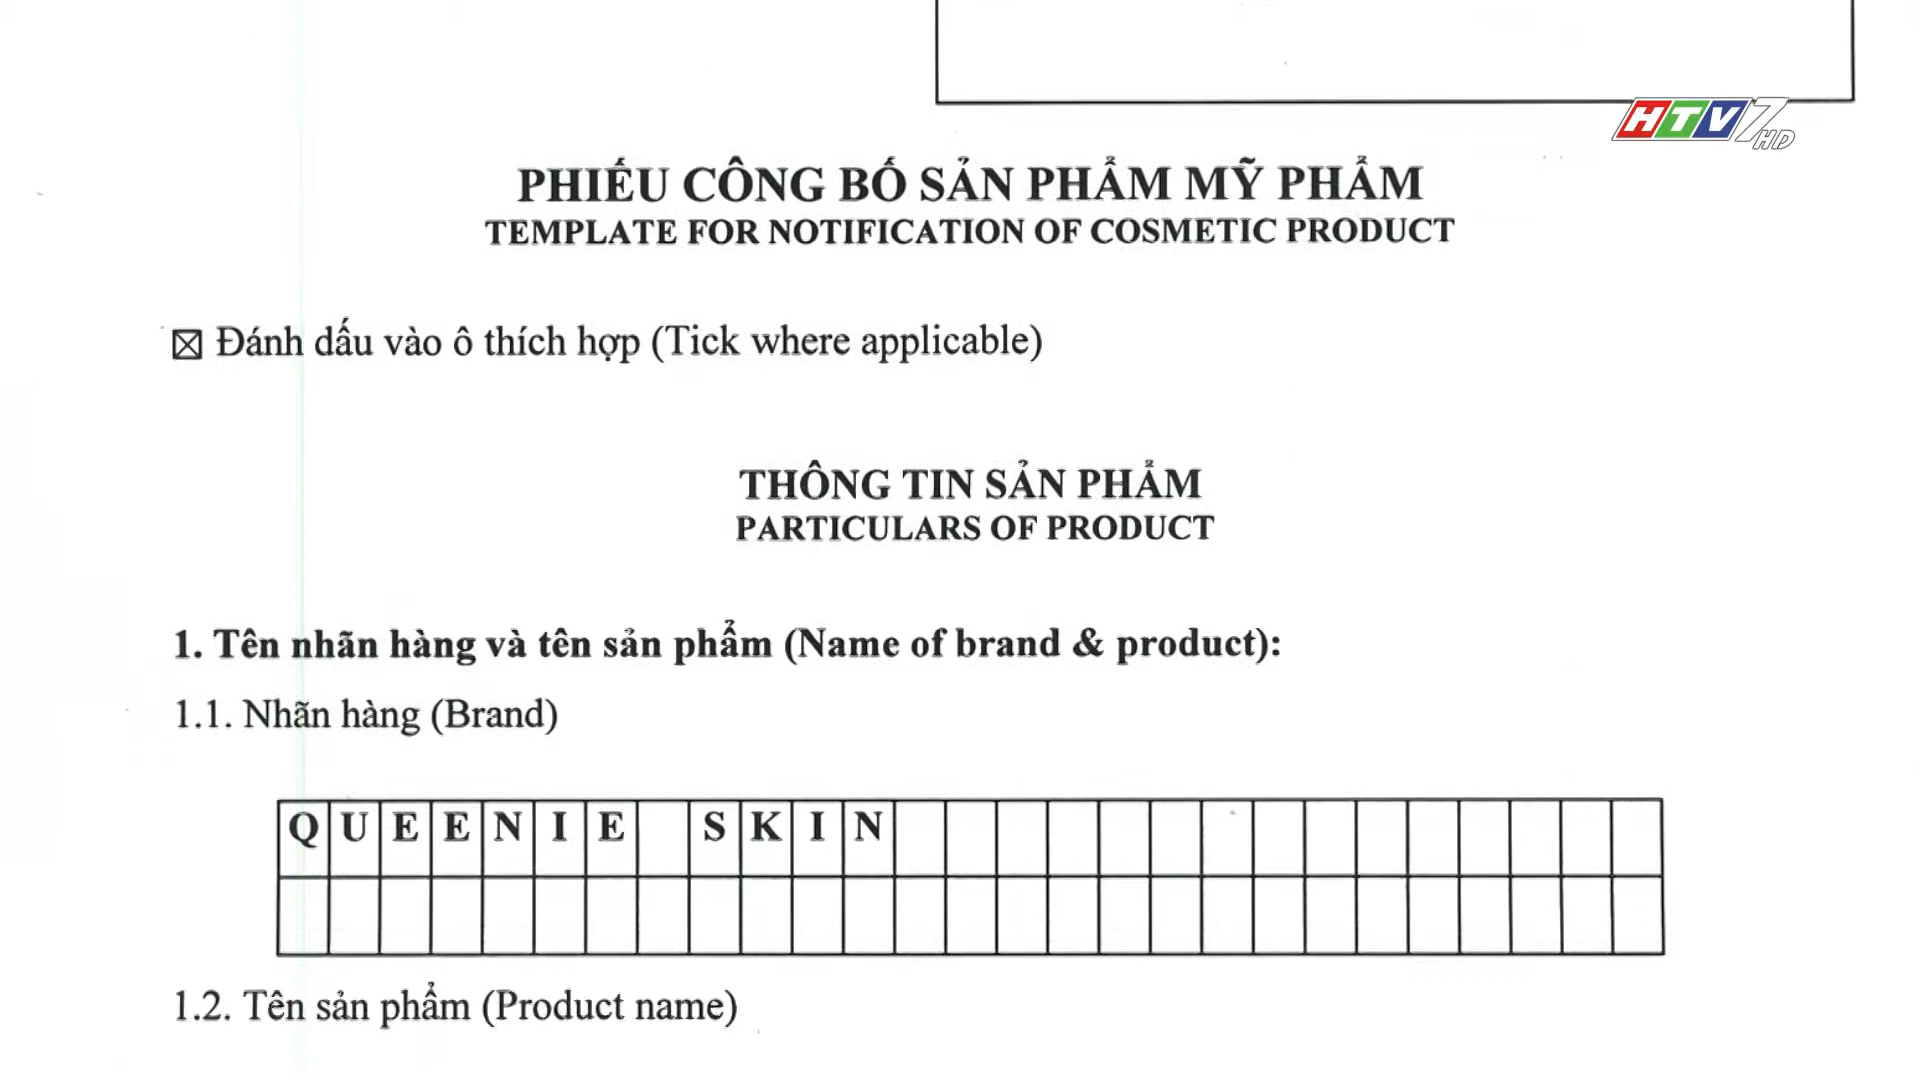 HTV7 HD
PHIẾU CÔNG BỐ SẢN PHẨM MỸ PHẨM
TEMPLATE FOR NOTIFICATION OF COSMETIC PRODUCT
☒ Đánh dấu vào ô thích hợp (Tick where applicable)
THÔNG TIN SẢN PHẨM
PARTICULARS OF PRODUCT
1. Tên nhãn hàng và tên sản phẩm (Name of brand & product):
1.1. Nhãn hàng (Brand)
QUEENIE SKIN
1.2. Tên sản phẩm (Product name)